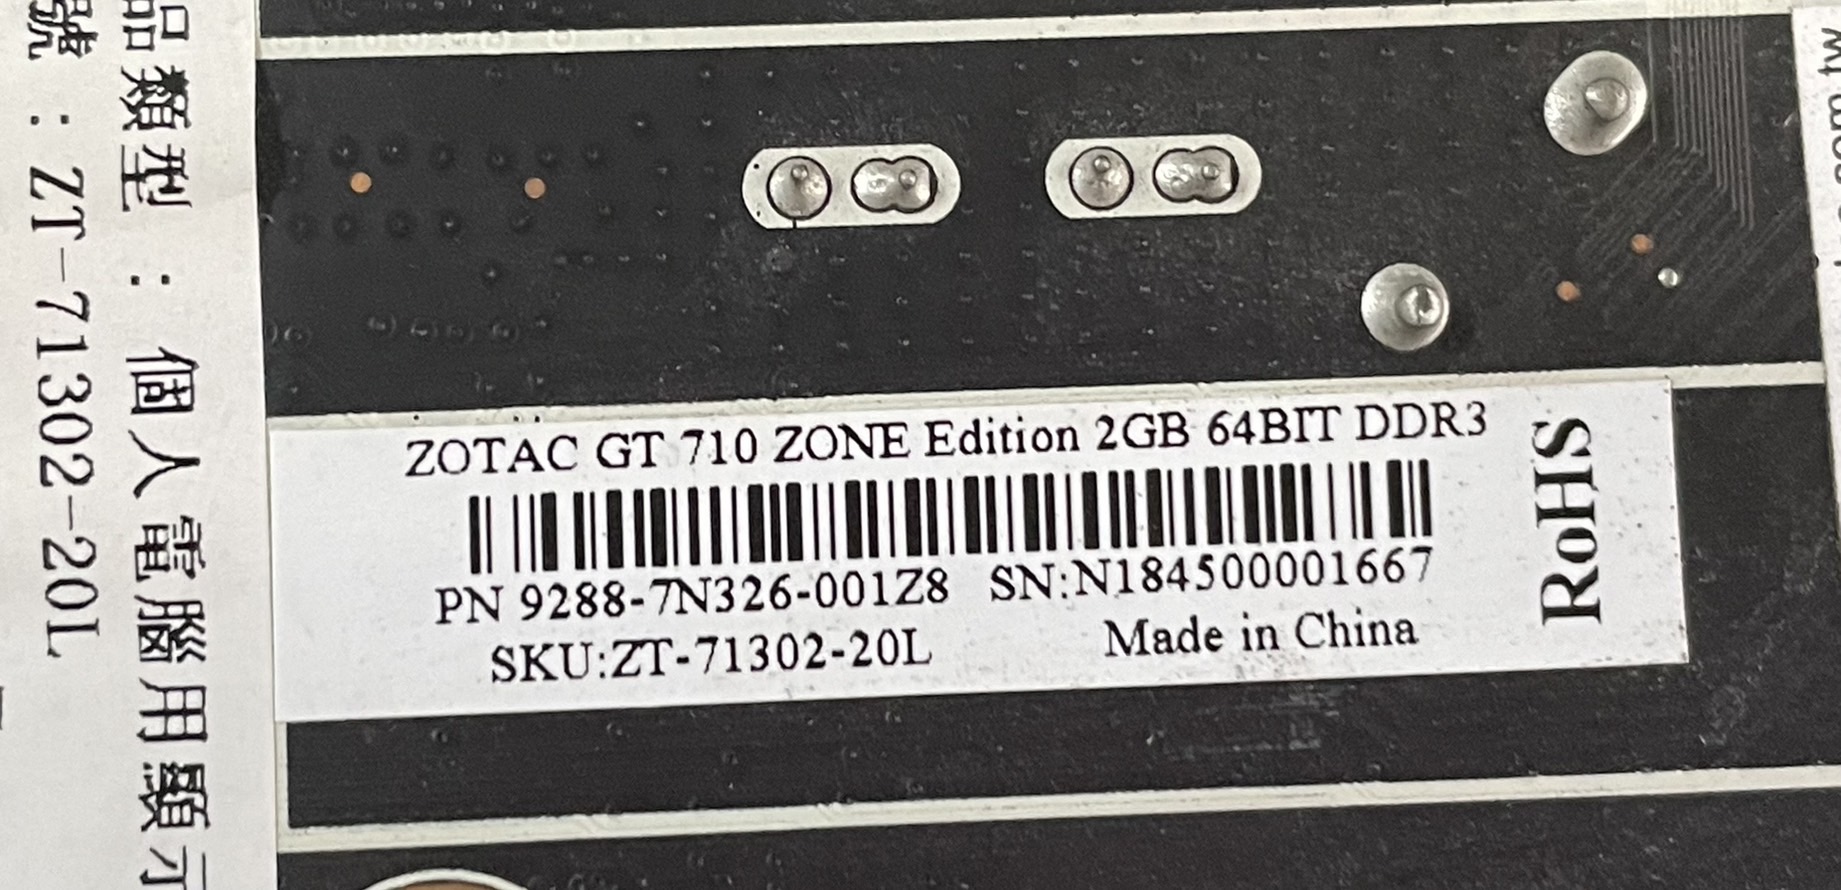 ZOTAC GT 710 ZONE Edition 2GB 64BIT DDR3
PN 9288-7N326-001Z8 SN:N184500001667
SKU:ZT-71302-20L Made in China
RoHS
品類型：個人電腦用顯示
號：ZT-71302-20L